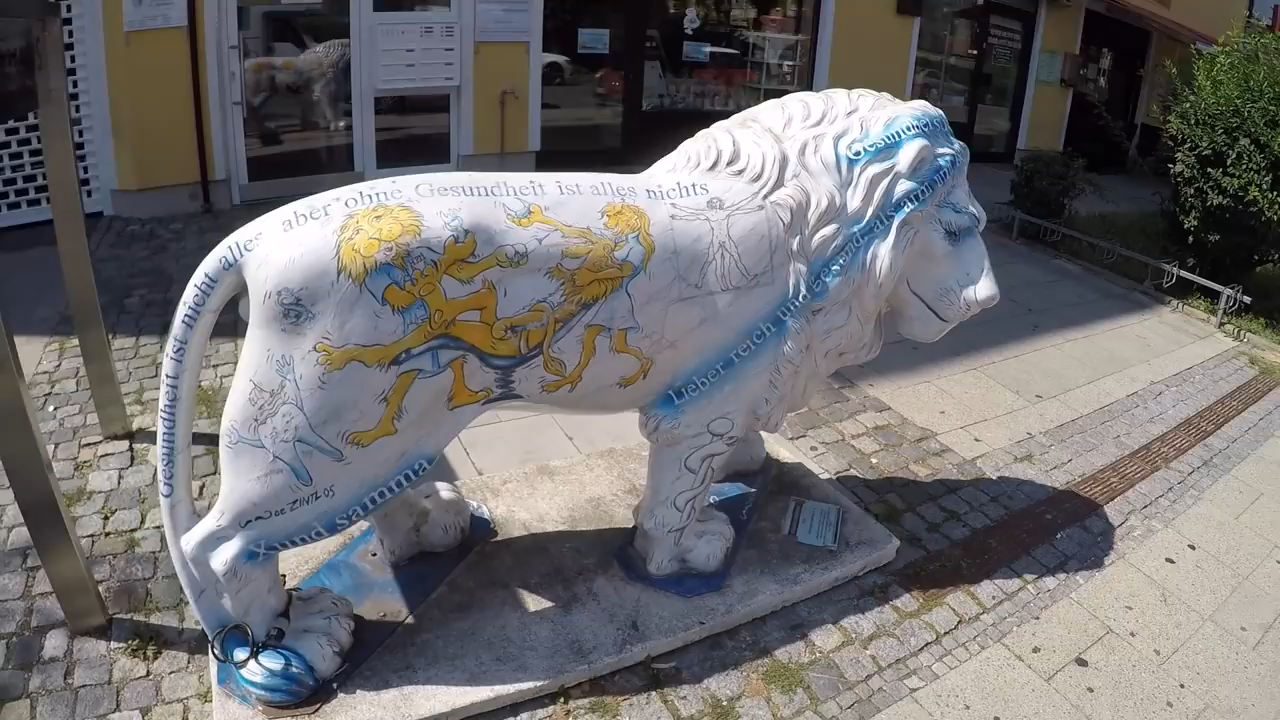 Gesundheit ist nicht alles aber ohne Gesundheit ist alles nichts
Lieber reich und gesund als arm und
Xund samma
ZINTL 05